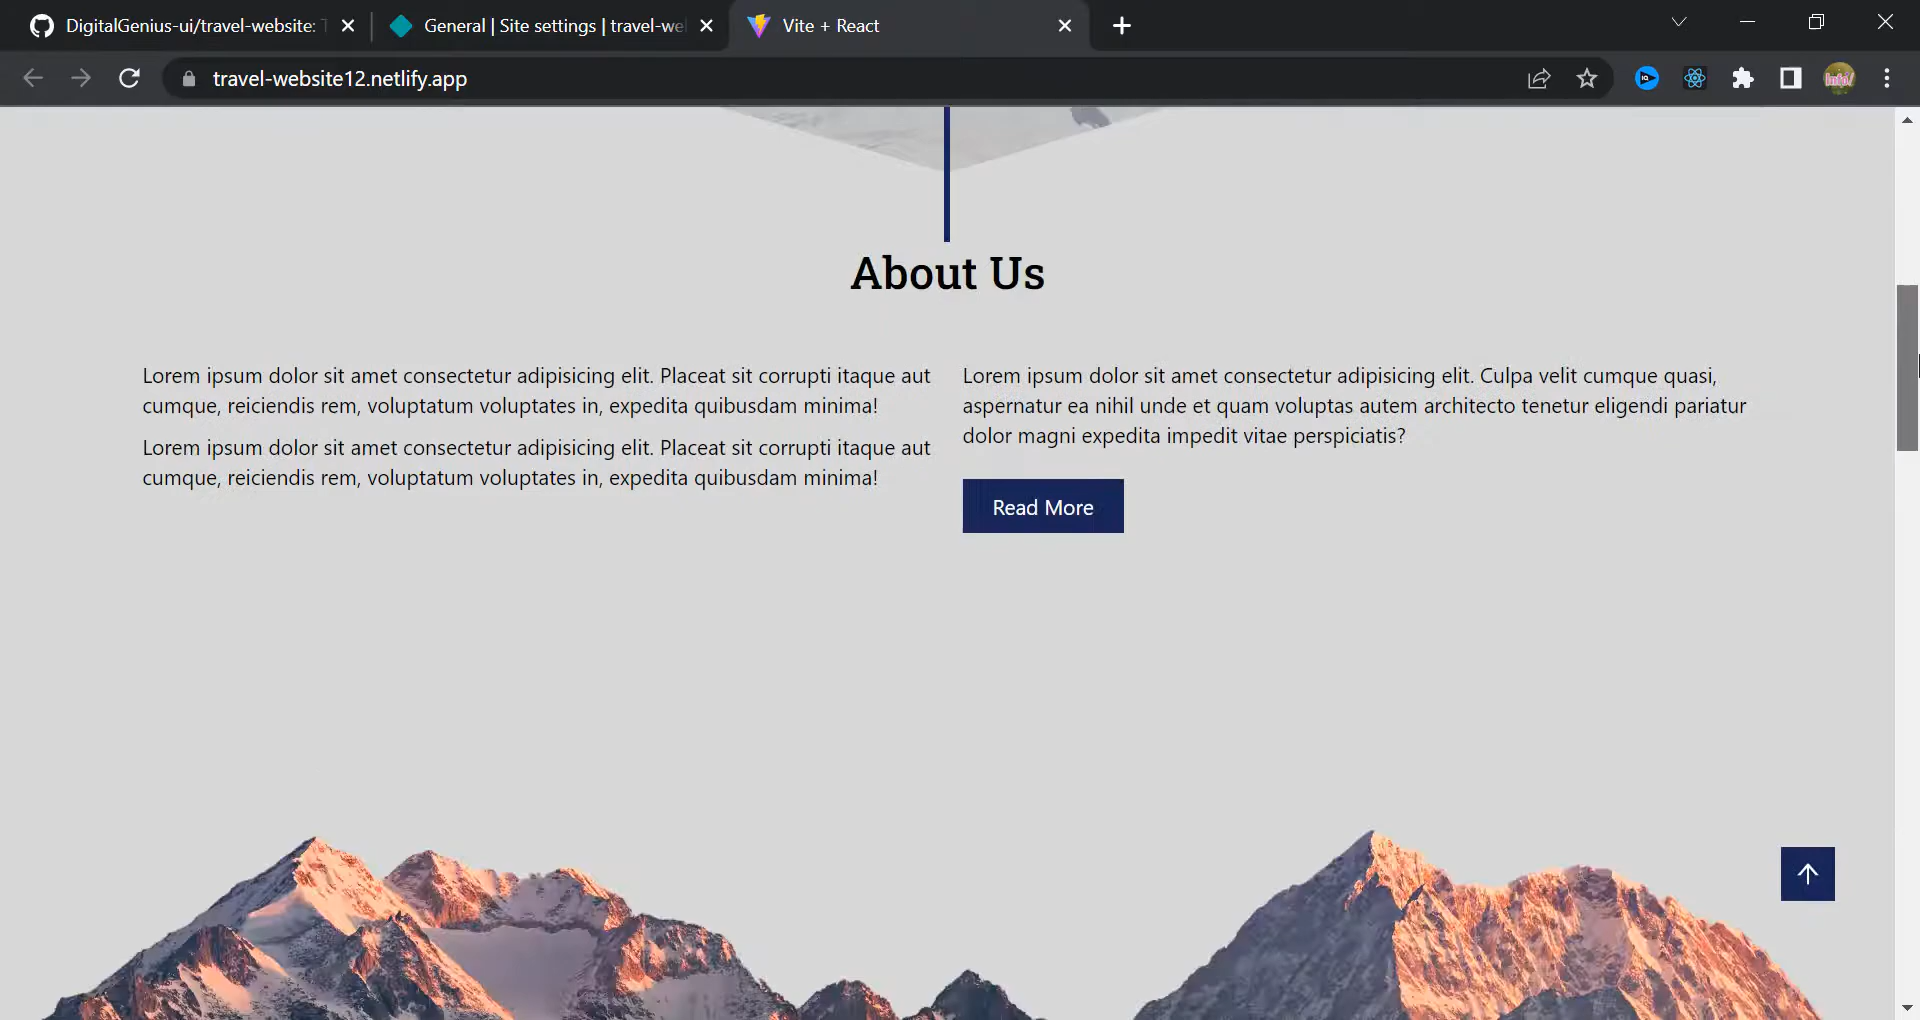 DigitalGenius-ui/travel-website: T
General | Site settings | travel-we
Vite + React
travel-website12.netlify.app
About Us
Lorem ipsum dolor sit amet consectetur adipisicing elit. Placeat sit corrupti itaque aut
cumque, reiciendis rem, voluptatum voluptates in, expedita quibusdam minima!
Lorem ipsum dolor sit amet consectetur adipisicing elit. Placeat sit corrupti itaque aut
cumque, reiciendis rem, voluptatum voluptates in, expedita quibusdam minima!
Lorem ipsum dolor sit amet consectetur adipisicing elit. Culpa velit cumque quasi,
aspernatur ea nihil unde et quam voluptas autem architecto tenetur eligendi pariatur
dolor magni expedita impedit vitae perspiciatis?
Read More